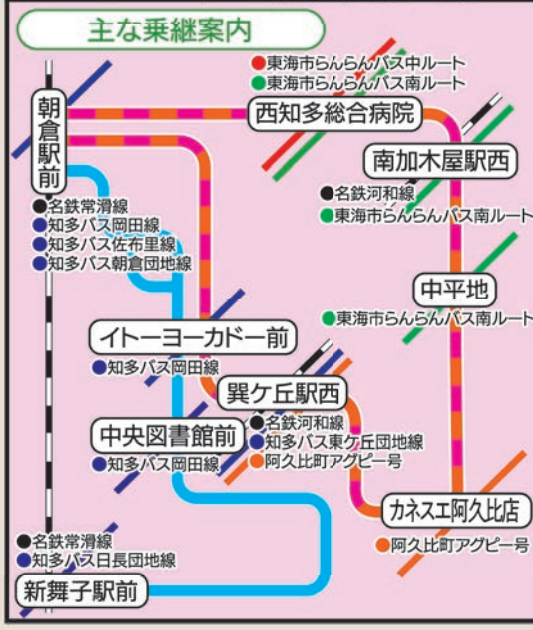 主な乗継案内
●東海市らんらんバス中ルート
●東海市らんらんバス南ルート
西知多総合病院
朝倉駅前
南加木屋駅西
●名鉄河和線
●東海市らんらんバス南ルート
●名鉄常滑線
●知多バス岡田線
●知多バス佐布里線
●知多バス朝倉団地線
中平地
●東海市らんらんバス南ルート
イトーヨーカドー前
●知多バス岡田線
巽ケ丘駅西
●名鉄河和線
●知多バス東ケ丘団地線
●阿久比町アグピー号
中央図書館前
●知多バス岡田線
カネスエ阿久比店
●阿久比町アグピー号
●名鉄常滑線
●知多バス日長団地線
新舞子駅前